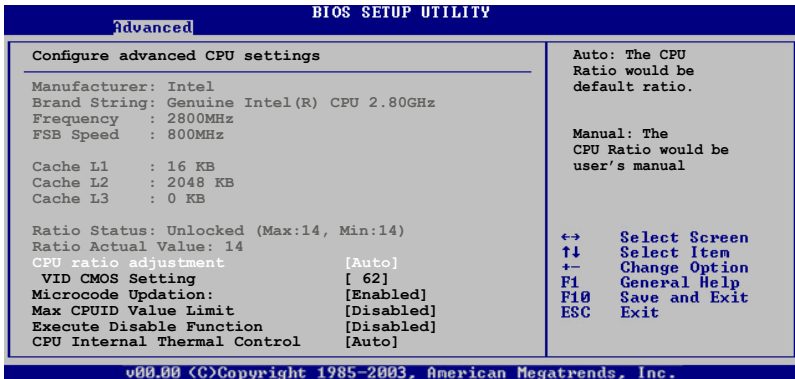 BIOS SETUP UTILITY
Advanced
Configure advanced CPU settings
Manufacturer: Intel
Brand String: Genuine Intel(R) CPU 2.80GHz
Frequency : 2800MHz
FSB Speed : 800MHz
Cache L1 : 16 KB
Cache L2 : 2048 KB
Cache L3 : 0 KB
Ratio Status: Unlocked (Max:14, Min:14)
Ratio Actual Value: 14
CPU ratio adjustment [Auto]
VID CMOS Setting [ 62]
Microcode Updation: [Enabled]
Max CPUID Value Limit [Disabled]
Execute Disable Function [Disabled]
CPU Internal Thermal Control [Auto]
Auto: The CPU
Ratio would be
default ratio.
Manual: The
CPU Ratio would be
user's manual
←→ Select Screen
↑↓ Select Item
+- Change Option
F1 General Help
F10 Save and Exit
ESC Exit
v00.00 (C)Copyright 1985-2003, American Megatrends, Inc.